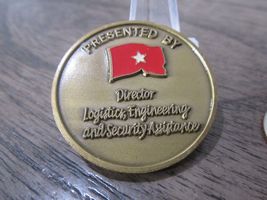 PRESENTED BY
Director
Logistics, Engineering
and Security Assistance